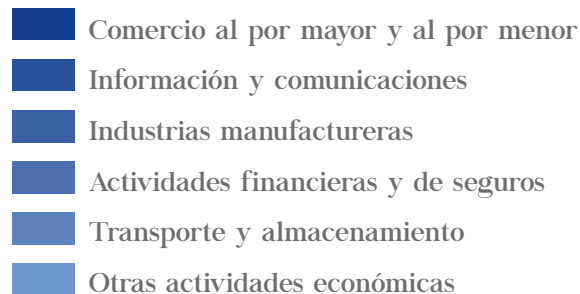 Comercio al por mayor y al por menor
Información y comunicaciones
Industrias manufactureras
Actividades financieras y de seguros
Transporte y almacenamiento
Otras actividades económicas